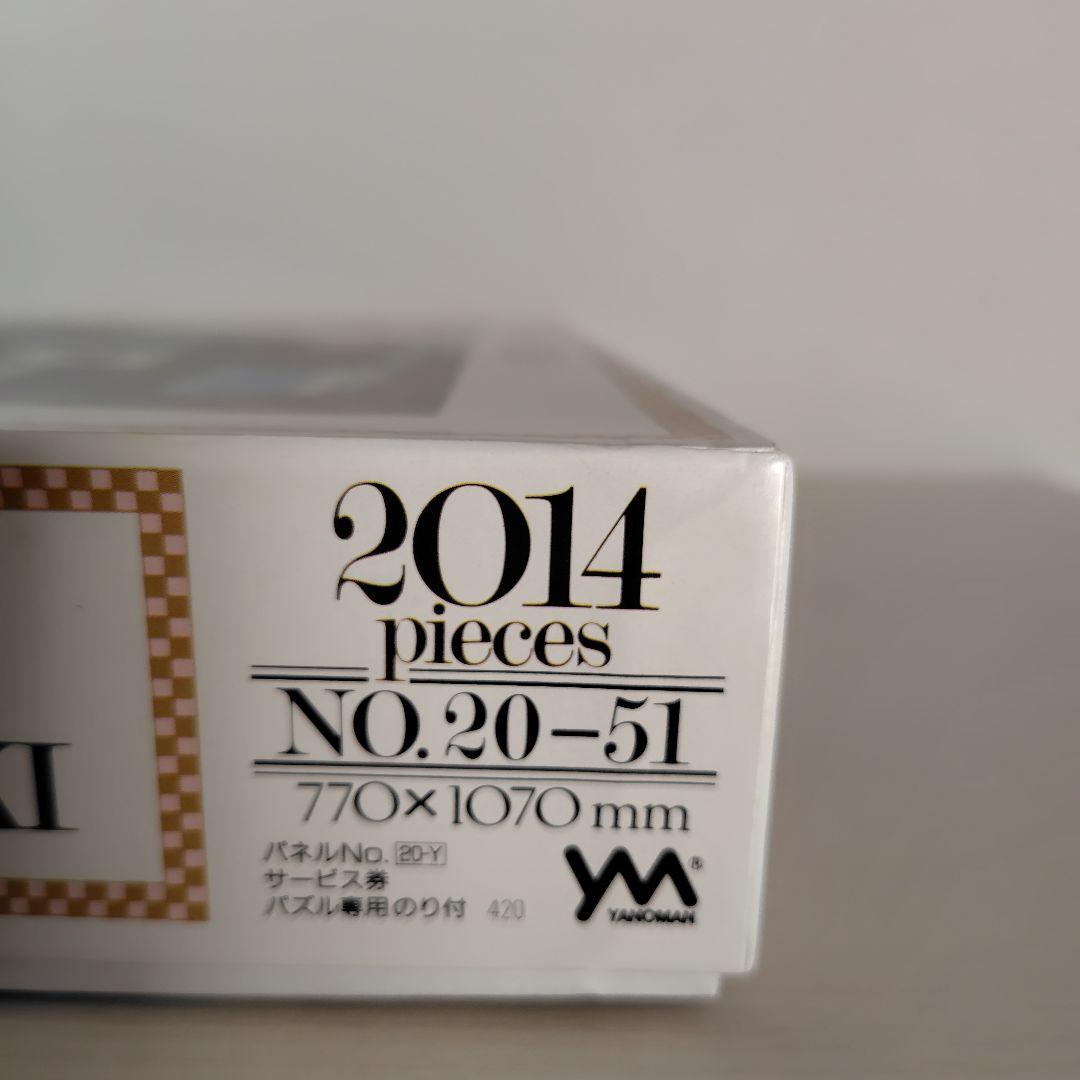 2014
pieces
NO. 20-51
770×1070 mm
パネルNo. 20-Y
サービス券
パズル専用のり付 420
YM®
YANOMAN